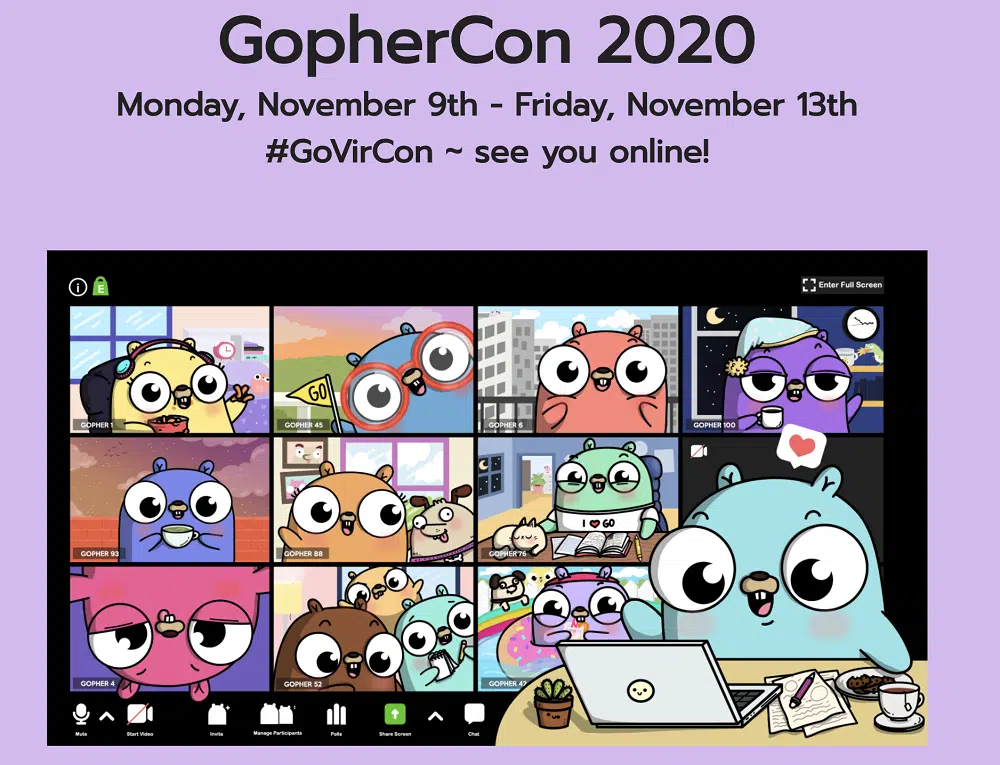 GopherCon 2020
Monday, November 9th - Friday, November 13th
#GoVirCon ~ see you online!
i
E
Enter Full Screen
GO
GOPHER 1
GOPHER 45
GOPHER 6
GOPHER 100
I ♥ GO
GOPHER 93
GOPHER 88
GOPHER 76
GOPHER 4
GOPHER 52
GOPHER 47
Mute
Start Video
Invite
Manage Participants
Polls
Share Screen
Chat